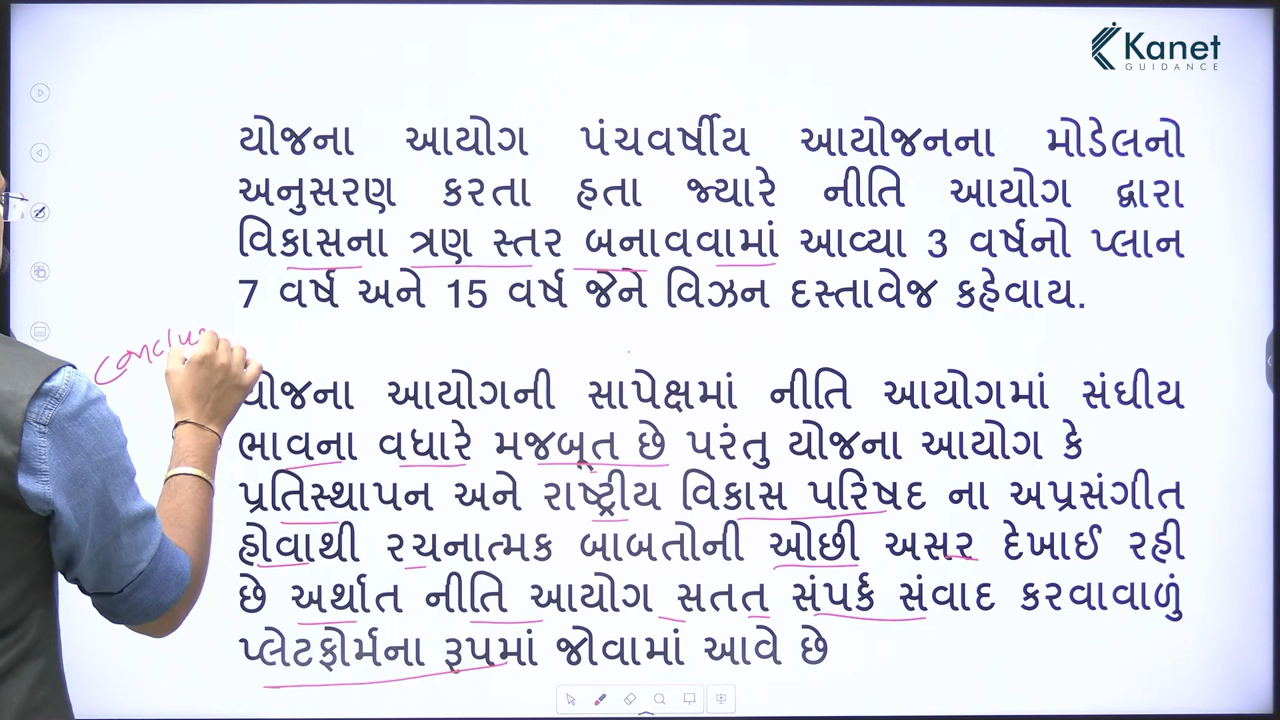 Kanet
GUIDANCE
યોજના આયોગ પંચવર્ષીય આયોજનના મોડેલનો
અનુસરણ કરતા હતા જ્યારે નીતિ આયોગ દ્વારા
વિકાસના ત્રણ સ્તર બનાવવામાં આવ્યા 3 વર્ષનો પ્લાન
7 વર્ષ અને 15 વર્ષ જેને વિઝન દસ્તાવેજ કહેવાય.
conclu
યોજના આયોગની સાપેક્ષમાં નીતિ આયોગમાં સંઘીય
ભાવના વધારે મજબૂત છે પરંતુ યોજના આયોગ કે
પ્રતિસ્થાપન અને રાષ્ટ્રીય વિકાસ પરિષદ ના અપ્રસંગીત
હોવાથી રચનાત્મક બાબતોની ઓછી અસર દેખાઈ રહી
છે અર્થાત નીતિ આયોગ સતત સંપર્ક સંવાદ કરવાવાળું
પ્લેટફોર્મના રૂપમાં જોવામાં આવે છે